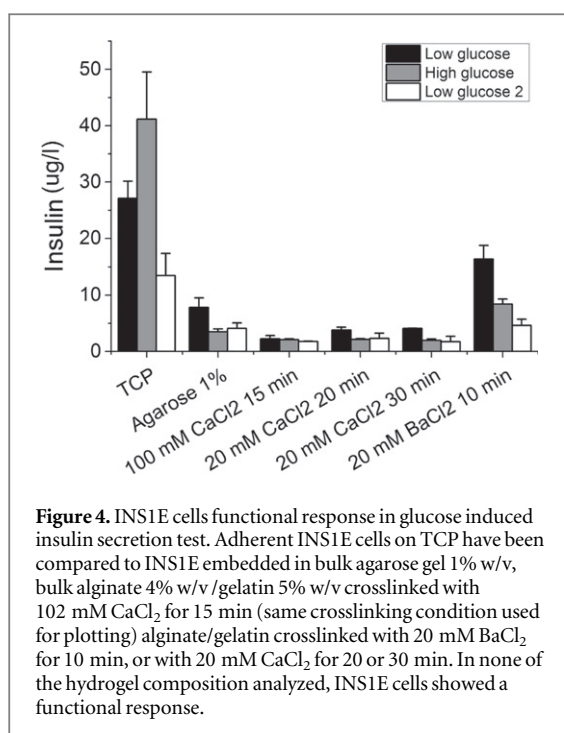 Low glucose
High glucose
Low glucose 2
50
40
30
20
10
0
Insulin (ug/l)
TCP
Agarose 1%
100 mM CaCl2 15 min
20 mM CaCl2 20 min
20 mM CaCl2 30 min
20 mM BaCl2 10 min
Figure 4. INS1E cells functional response in glucose induced
insulin secretion test. Adherent INS1E cells on TCP have been
compared to INS1E embedded in bulk agarose gel 1% w/v,
bulk alginate 4% w/v /gelatin 5% w/v crosslinked with
102 mM CaCl₂ for 15 min (same crosslinking condition used
for plotting) alginate/gelatin crosslinked with 20 mM BaCl₂
for 10 min, or with 20 mM CaCl₂ for 20 or 30 min. In none of
the hydrogel composition analyzed, INS1E cells showed a
functional response.